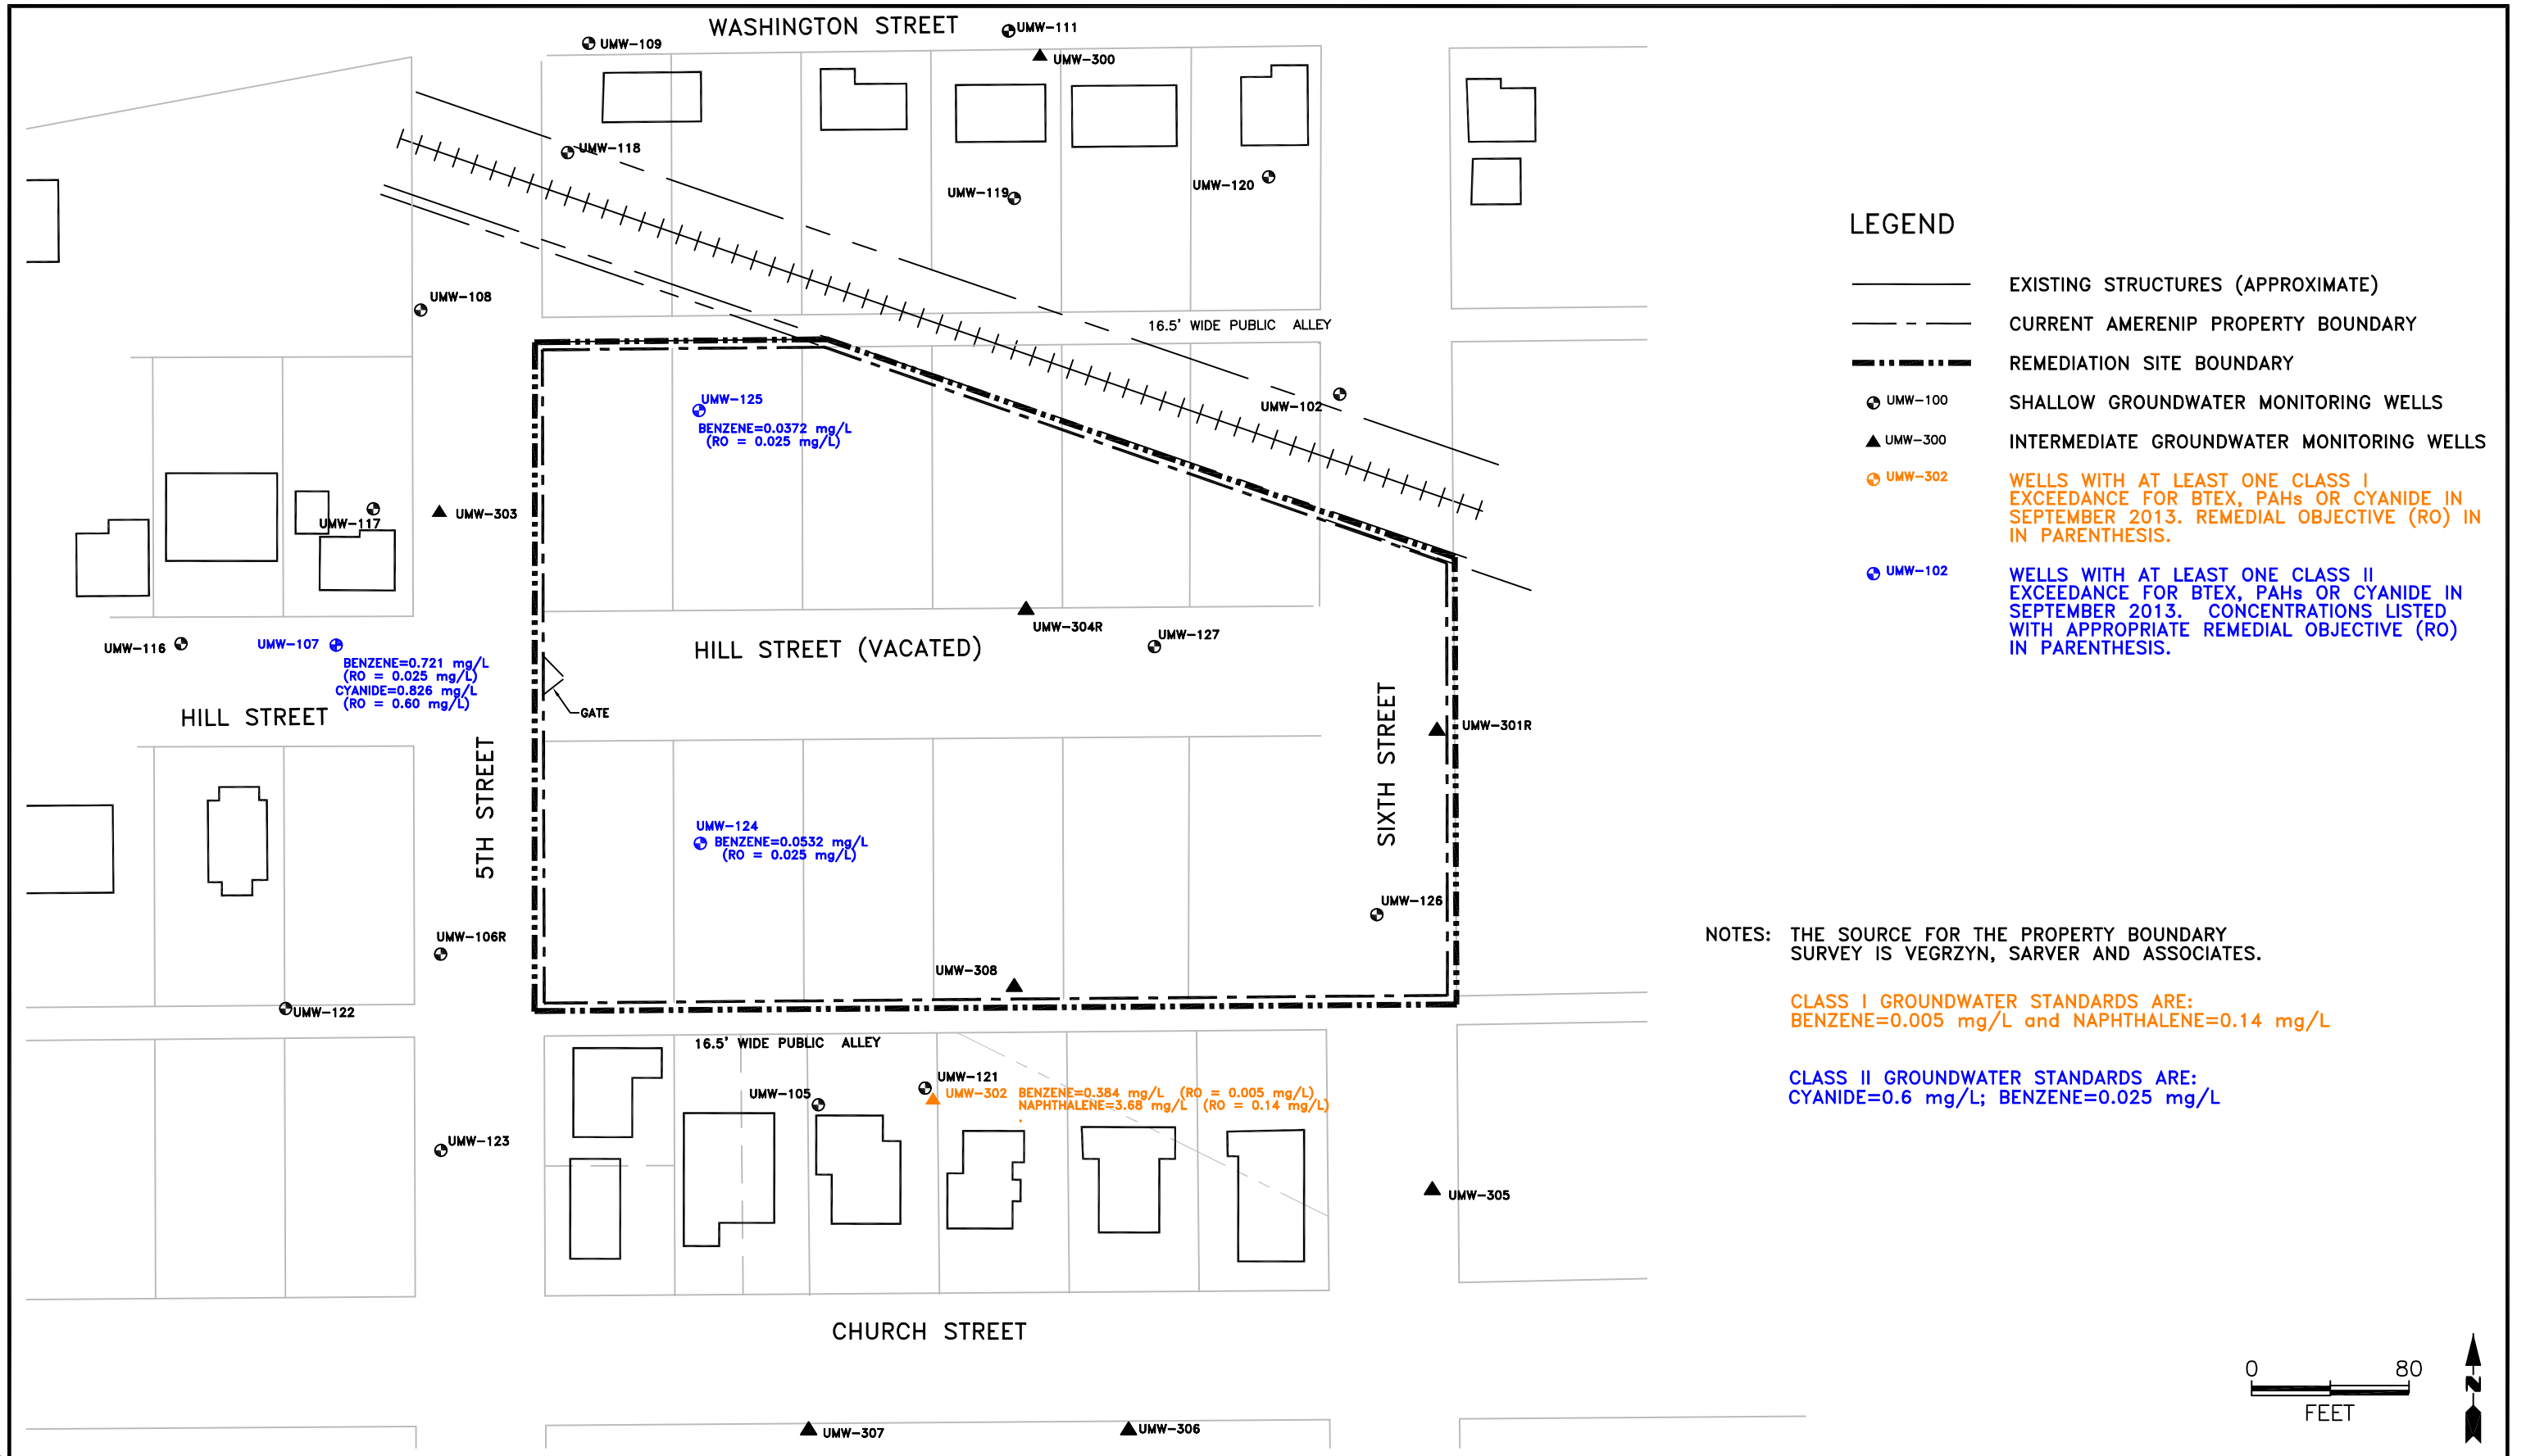 WASHINGTON STREET
UMW-109
UMW-111
UMW-300
UMW-118
UMW-119
UMW-120
UMW-108
16.5' WIDE PUBLIC ALLEY
UMW-102
UMW-125
BENZENE=0.0372 mg/L
(RO = 0.025 mg/L)
UMW-303
UMW-117
UMW-304R
UMW-127
UMW-116
UMW-107
BENZENE=0.721 mg/L
(RO = 0.025 mg/L)
CYANIDE=0.826 mg/L
(RO = 0.60 mg/L)
HILL STREET (VACATED)
HILL STREET
GATE
5TH STREET
SIXTH STREET
UMW-301R
UMW-124
BENZENE=0.0532 mg/L
(RO = 0.025 mg/L)
UMW-126
UMW-106R
UMW-308
UMW-122
16.5' WIDE PUBLIC ALLEY
UMW-105
UMW-121
UMW-302 BENZENE=0.384 mg/L (RO = 0.005 mg/L)
NAPHTHALENE=3.68 mg/L (RO = 0.14 mg/L)
UMW-123
UMW-305
CHURCH STREET
UMW-307
UMW-306
LEGEND
EXISTING STRUCTURES (APPROXIMATE)
CURRENT AMERENIP PROPERTY BOUNDARY
REMEDIATION SITE BOUNDARY
UMW-100 SHALLOW GROUNDWATER MONITORING WELLS
UMW-300 INTERMEDIATE GROUNDWATER MONITORING WELLS
UMW-302 WELLS WITH AT LEAST ONE CLASS I
EXCEEDANCE FOR BTEX, PAHs OR CYANIDE IN
SEPTEMBER 2013. REMEDIAL OBJECTIVE (RO) IN
IN PARENTHESIS.
UMW-102 WELLS WITH AT LEAST ONE CLASS II
EXCEEDANCE FOR BTEX, PAHs OR CYANIDE IN
SEPTEMBER 2013. CONCENTRATIONS LISTED
WITH APPROPRIATE REMEDIAL OBJECTIVE (RO)
IN PARENTHESIS.
NOTES: THE SOURCE FOR THE PROPERTY BOUNDARY
SURVEY IS VEGRZYN, SARVER AND ASSOCIATES.
CLASS I GROUNDWATER STANDARDS ARE:
BENZENE=0.005 mg/L and NAPHTHALENE=0.14 mg/L
CLASS II GROUNDWATER STANDARDS ARE:
CYANIDE=0.6 mg/L; BENZENE=0.025 mg/L
0 80
FEET
N